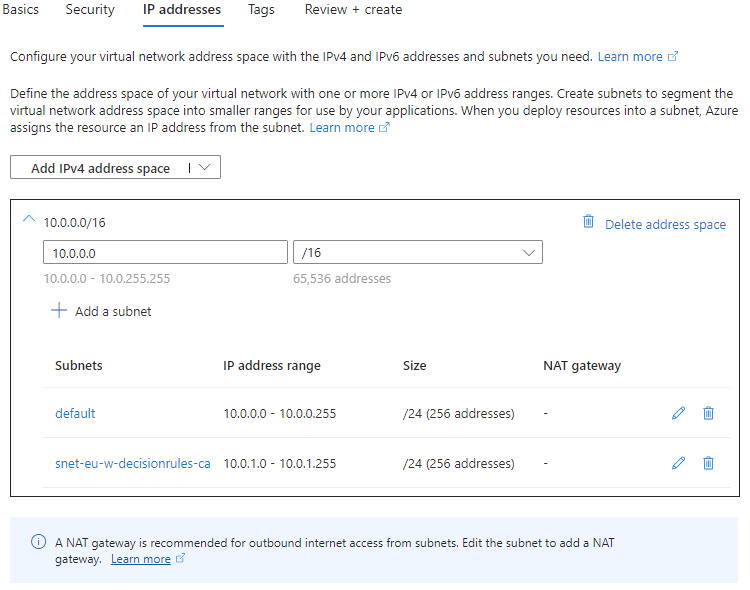 Basics Security IP addresses Tags Review + create
Configure your virtual network address space with the IPv4 and IPv6 addresses and subnets you need. Learn more
Define the address space of your virtual network with one or more IPv4 or IPv6 address ranges. Create subnets to segment the
virtual network address space into smaller ranges for use by your applications. When you deploy resources into a subnet, Azure
assigns the resource an IP address from the subnet. Learn more
Add IPv4 address space
10.0.0.0/16 Delete address space
10.0.0.0 /16
10.0.0.0 - 10.0.255.255 65,536 addresses
Add a subnet
Subnets IP address range Size NAT gateway
default 10.0.0.0 - 10.0.0.255 /24 (256 addresses) -
snet-eu-w-decisionrules-ca 10.0.1.0 - 10.0.1.255 /24 (256 addresses) -
A NAT gateway is recommended for outbound internet access from subnets. Edit the subnet to add a NAT
gateway. Learn more